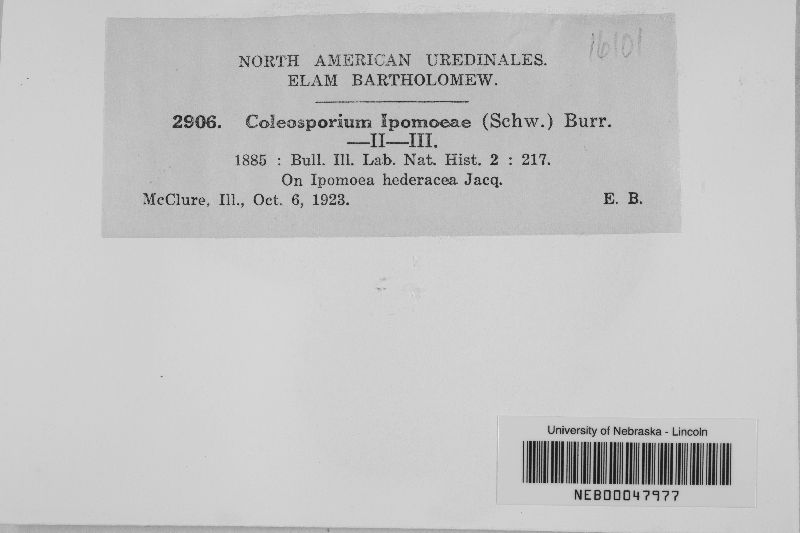 16101
NORTH AMERICAN UREDINALES.
ELAM BARTHOLOMEW.
2906. Coleosporium Ipomoeae (Schw.) Burr.
—II—III.
1885 : Bull. Ill. Lab. Nat. Hist. 2 : 217.
On Ipomoea hederacea Jacq.
McClure, Ill., Oct. 6, 1923. E. B.
University of Nebraska - Lincoln
NEB00047977